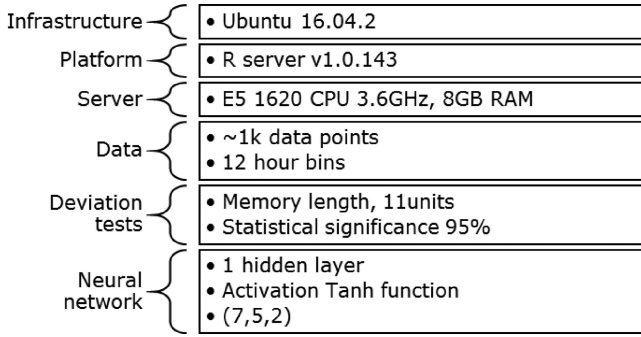 Infrastructure
• Ubuntu 16.04.2
Platform
• R server v1.0.143
Server
• E5 1620 CPU 3.6GHz, 8GB RAM
Data
• ~1k data points
• 12 hour bins
Deviation
tests
• Memory length, 11units
• Statistical significance 95%
Neural
network
• 1 hidden layer
• Activation Tanh function
• (7,5,2)